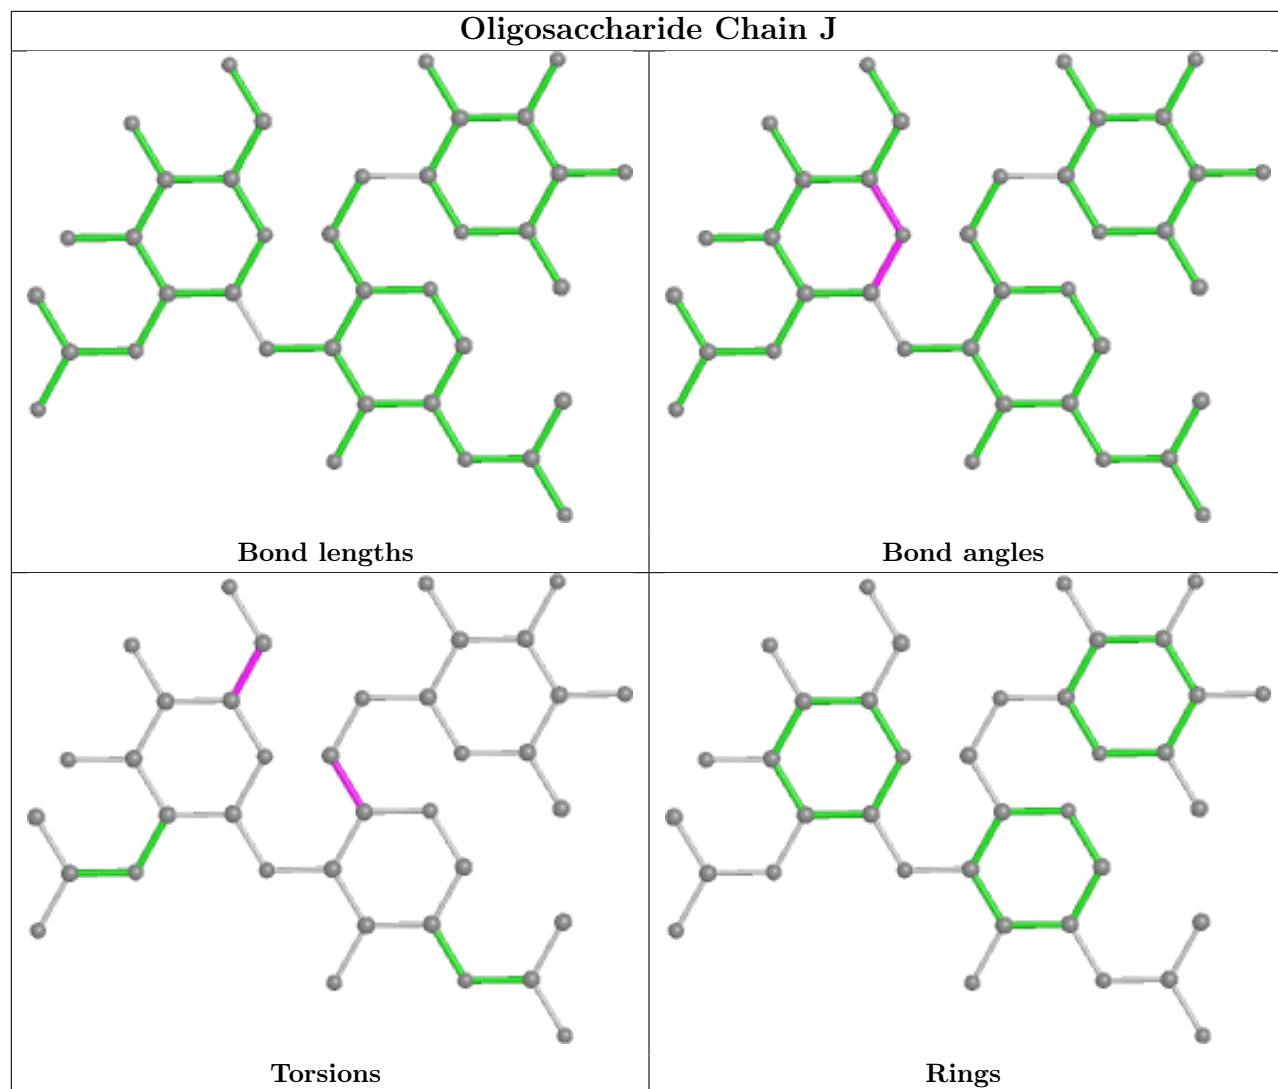 Oligosaccharide Chain J
Bond lengths
Bond angles
Torsions
Rings